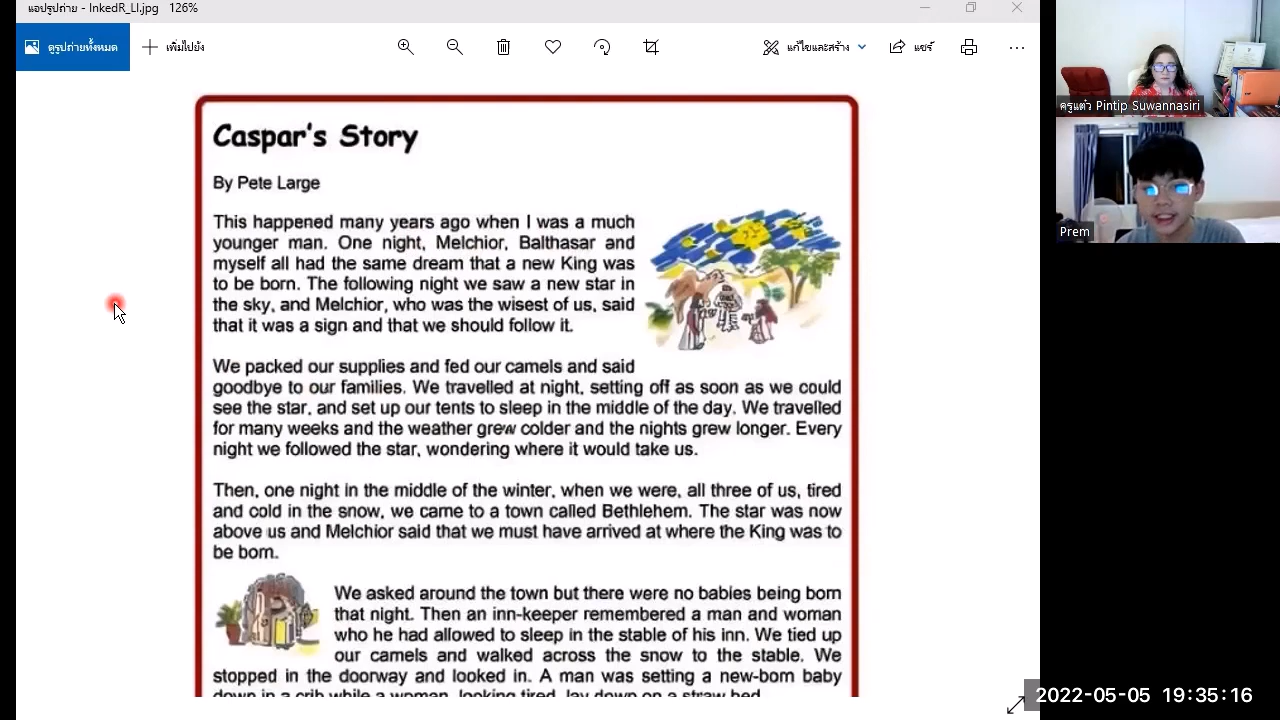 แอปรูปถ่าย - InkedR_LI.jpg 126%
ดูรูปถ่ายทั้งหมด
เพิ่มไปยัง
แก้ไขและสร้าง
แชร์
Caspar's Story
By Pete Large
This happened many years ago when I was a much
younger man. One night, Melchior, Balthasar and
myself all had the same dream that a new King was
to be born. The following night we saw a new star in
the sky, and Melchior, who was the wisest of us, said
that it was a sign and that we should follow it.
We packed our supplies and fed our camels and said
goodbye to our families. We travelled at night, setting off as soon as we could
see the star, and set up our tents to sleep in the middle of the day. We travelled
for many weeks and the weather grew colder and the nights grew longer. Every
night we followed the star, wondering where it would take us.
Then, one night in the middle of the winter, when we were, all three of us, tired
and cold in the snow, we came to a town called Bethlehem. The star was now
above us and Melchior said that we must have arrived at where the King was to
be born.
We asked around the town but there were no babies being born
that night. Then an inn-keeper remembered a man and woman
who he had allowed to sleep in the stable of his inn. We tied up
our camels and walked across the snow to the stable. We
stopped in the doorway and looked in. A man was setting a new-born baby
down in a crib while a woman, looking tired, lay down on a straw bed.
ครูแต๋ว Pintip Suwannasiri
Prem
2022-05-05 19:35:16